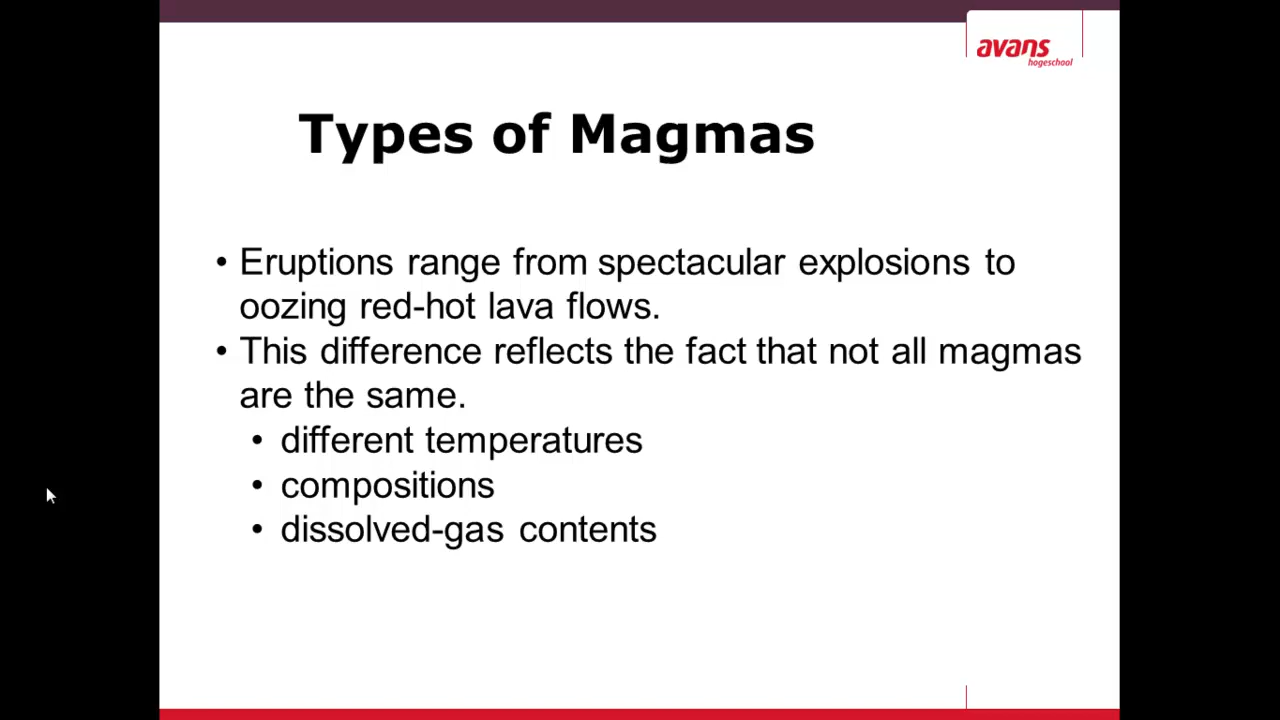 avans
hogeschool
Types of Magmas
• Eruptions range from spectacular explosions to
oozing red-hot lava flows.
• This difference reflects the fact that not all magmas
are the same.
• different temperatures
• compositions
• dissolved-gas contents